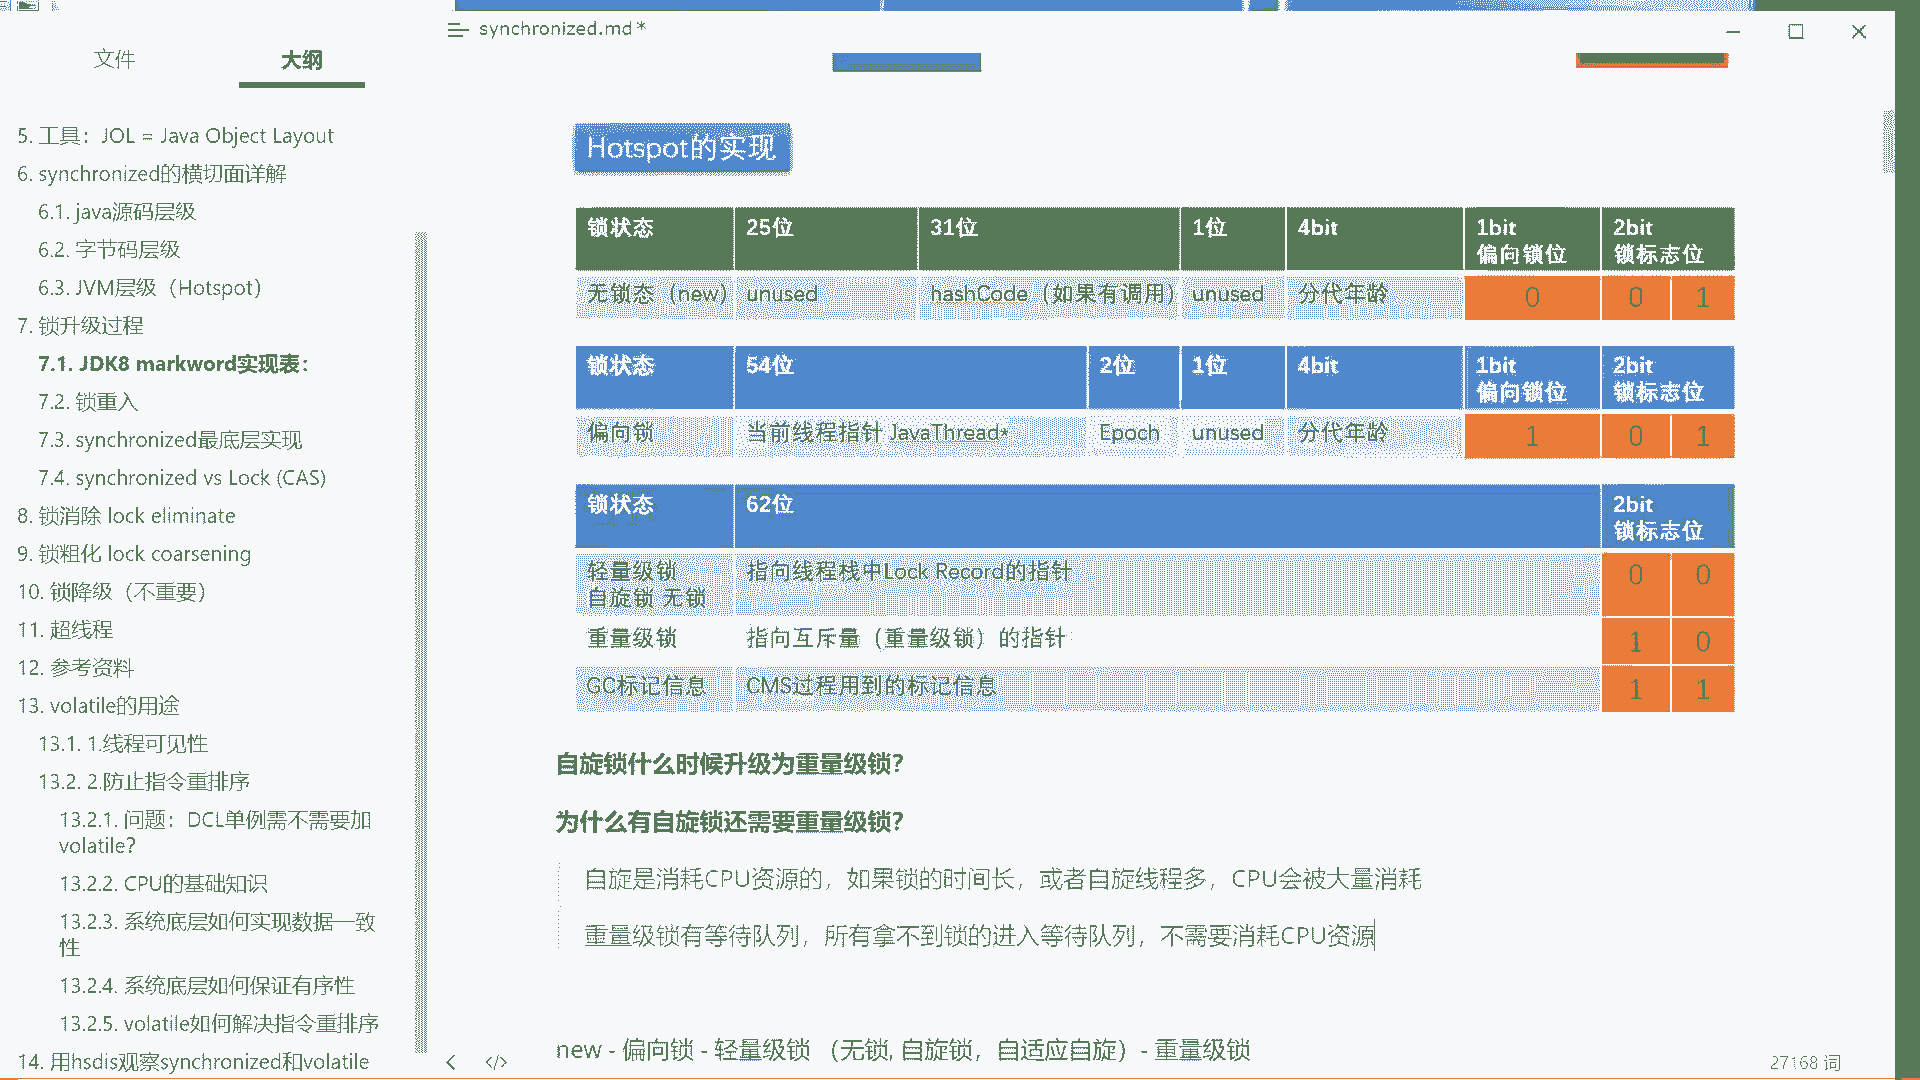 synchronized.md *
文件
大纲
5. 工具：JOL = Java Object Layout
6. synchronized的横切面详解
6.1. java源码层级
6.2. 字节码层级
6.3. JVM层级（Hotspot）
7. 锁升级过程
7.1. JDK8 markword实现表：
7.2. 锁重入
7.3. synchronized最底层实现
7.4. synchronized vs Lock (CAS)
8. 锁消除 lock eliminate
9. 锁粗化 lock coarsening
10. 锁降级（不重要）
11. 超线程
12. 参考资料
13. volatile的用途
13.1. 1.线程可见性
13.2. 2.防止指令重排序
13.2.1. 问题：DCL单例需不需要加
volatile？
13.2.2. CPU的基础知识
13.2.3. 系统底层如何实现数据一致
性
13.2.4. 系统底层如何保证有序性
13.2.5. volatile如何解决指令重排序
14. 用hsdis观察synchronized和volatile
Hotspot的实现
锁状态 25位 31位 1位 4bit 1bit 偏向锁位 2bit 锁标志位
无锁态（new） unused hashCode（如果有调用） unused 分代年龄 0 0 1
锁状态 54位 2位 1位 4bit 1bit 偏向锁位 2bit 锁标志位
偏向锁 当前线程指针 JavaThread* Epoch unused 分代年龄 1 0 1
锁状态 62位 2bit 锁标志位
轻量级锁 自旋锁 无锁 指向线程栈中Lock Record的指针 0 0
重量级锁 指向互斥量（重量级锁）的指针 1 0
GC标记信息 CMS过程用到的标记信息 1 1
自旋锁什么时候升级为重量级锁？
为什么有自旋锁还需要重量级锁？
自旋是消耗CPU资源的，如果锁的时间长，或者自旋线程多，CPU会被大量消耗
重量级锁有等待队列，所有拿不到锁的进入等待队列，不需要消耗CPU资源
new - 偏向锁 - 轻量级锁 （无锁, 自旋锁，自适应自旋）- 重量级锁
27168 词